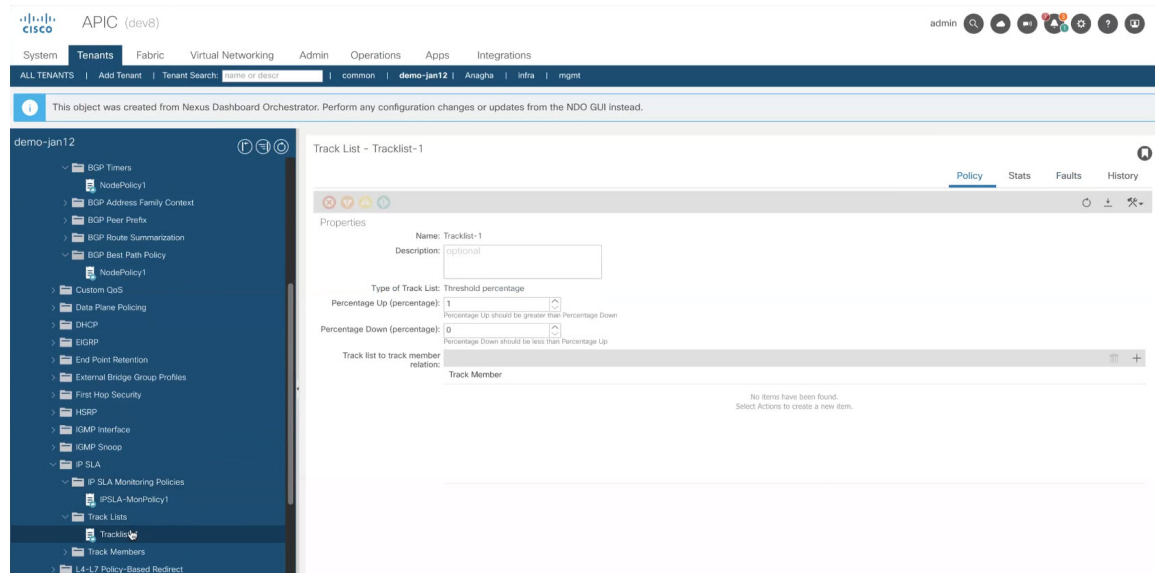 cisco
APIC (dev8)
admin
System Tenants Fabric Virtual Networking Admin Operations Apps Integrations
ALL TENANTS | Add Tenant | Tenant Search: name or descr | common | demo-jan12 | Anagha | infra | mgmt
This object was created from Nexus Dashboard Orchestrator. Perform any configuration changes or updates from the NDO GUI instead.
demo-jan12
BGP Timers
NodePolicy1
BGP Address Family Context
BGP Peer Prefix
BGP Route Summarization
BGP Best Path Policy
NodePolicy1
Custom QoS
Data Plane Policing
DHCP
EIGRP
End Point Retention
External Bridge Group Profiles
First Hop Security
HSRP
IGMP Interface
IGMP Snoop
IP SLA
IP SLA Monitoring Policies
IPSLA-MonPolicy1
Track Lists
Tracklis
Track Members
L4-L7 Policy-Based Redirect
Track List - Tracklist-1
Policy Stats Faults History
Properties
Name: Tracklist-1
Description: optional
Type of Track List: Threshold percentage
Percentage Up (percentage): 1
Percentage Up should be greater than Percentage Down
Percentage Down (percentage): 0
Percentage Down should be less than Percentage Up
Track list to track member
relation:
Track Member
No items have been found.
Select Actions to create a new item.